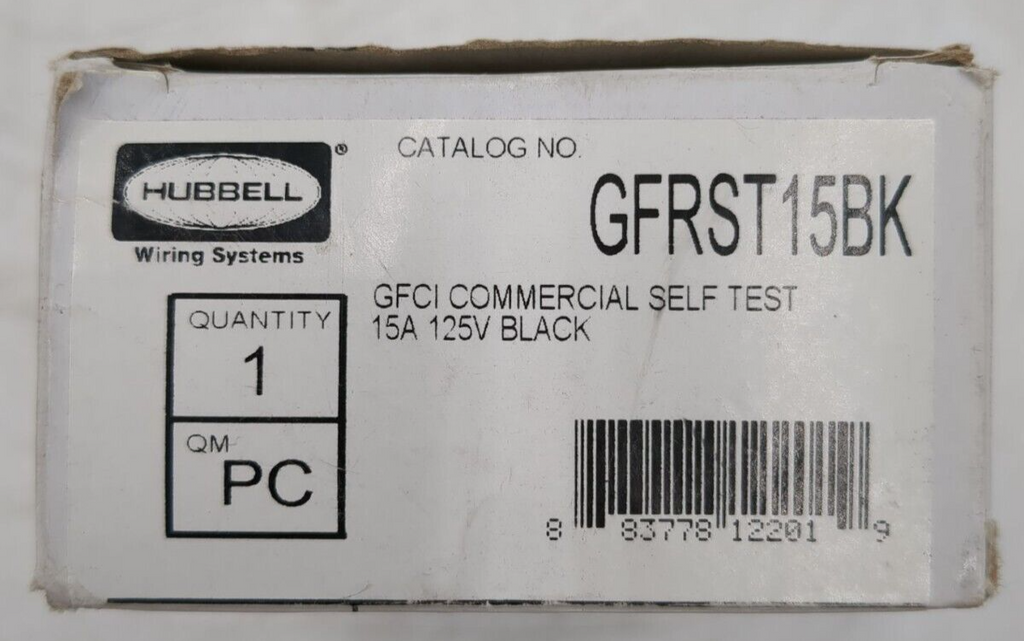 HUBBELL®
Wiring Systems
CATALOG NO.
GFRST15BK
GFCI COMMERCIAL SELF TEST
15A 125V BLACK
QUANTITY
1
QM
PC
8 83778 12201 9